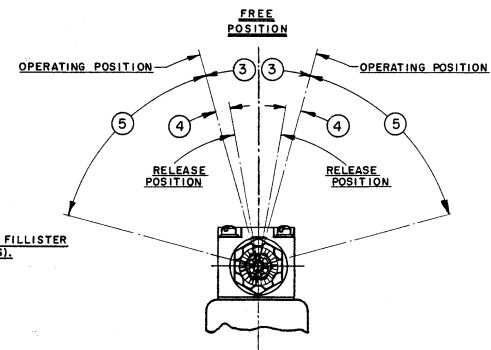 FREE
POSITION
OPERATING POSITION
3 3
OPERATING POSITION
4 4
5 5
RELEASE
POSITION
RELEASE
POSITION
FILLISTER
S).